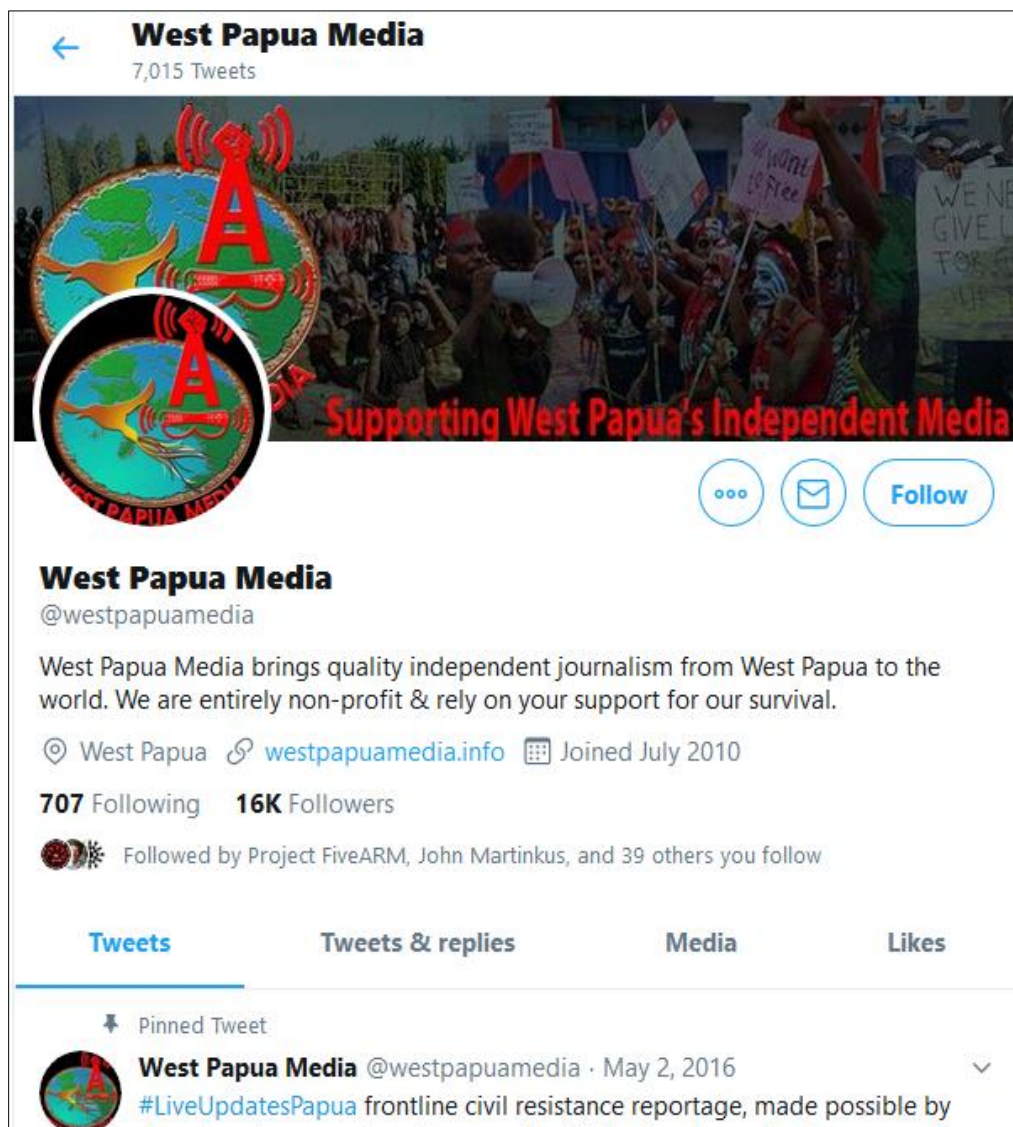 West Papua Media
7,015 Tweets
want
to Free
WE NE
GIVE U
FOR
Supporting West Papua's Independent Media
WEST PAPUA MEDIA
Follow
West Papua Media
@westpapuamedia
West Papua Media brings quality independent journalism from West Papua to the
world. We are entirely non-profit & rely on your support for our survival.
West Papua westpapuamedia.info Joined July 2010
707 Following 16K Followers
Followed by Project FiveARM, John Martinkus, and 39 others you follow
Tweets Tweets & replies Media Likes
Pinned Tweet
West Papua Media @westpapuamedia · May 2, 2016
#LiveUpdatesPapua frontline civil resistance reportage, made possible by